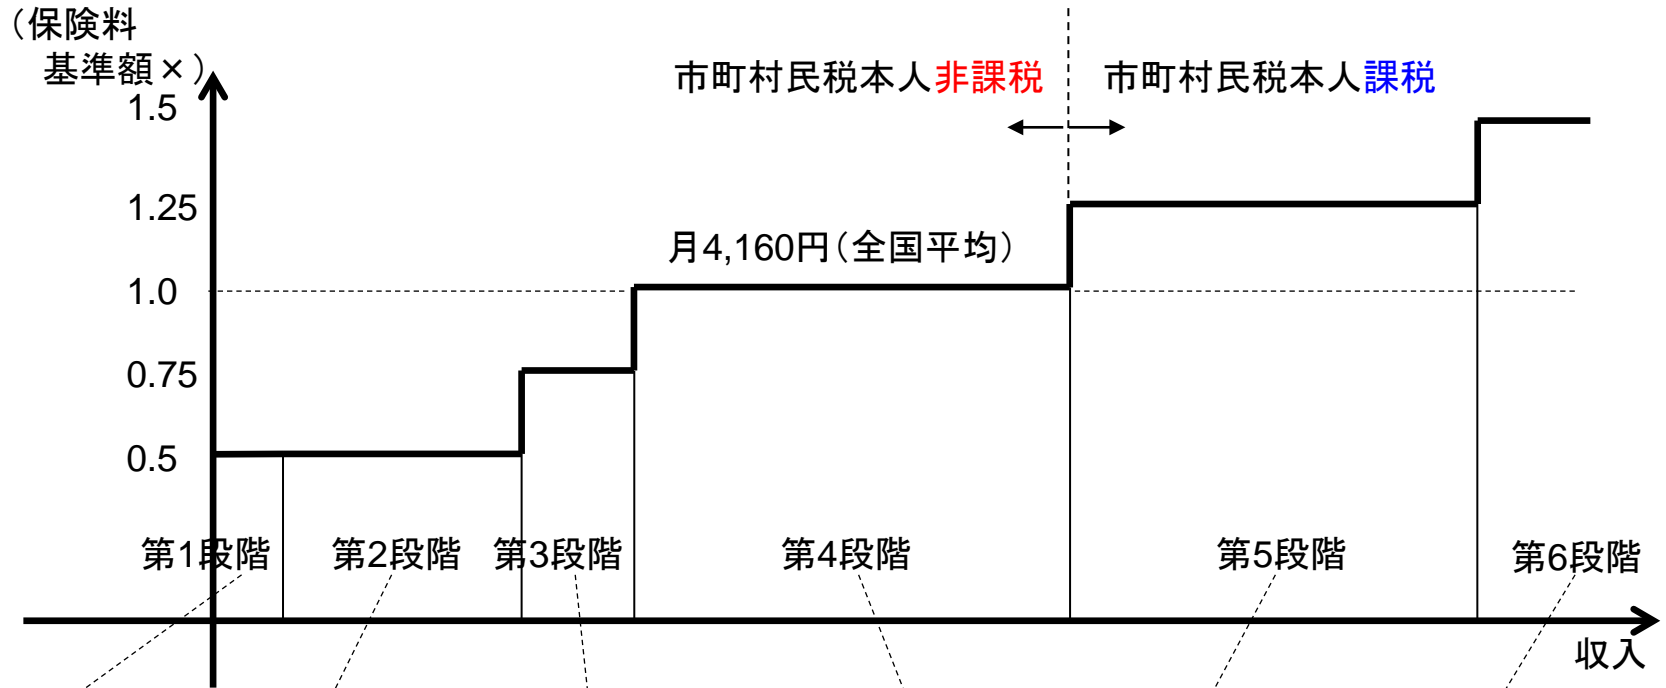 （保険料
基準額×）
市町村民税本人非課税
市町村民税本人課税
1.5
1.25
月4,160円（全国平均）
1.0
0.75
0.5
第1段階
第2段階
第3段階
第4段階
第5段階
第6段階
収入